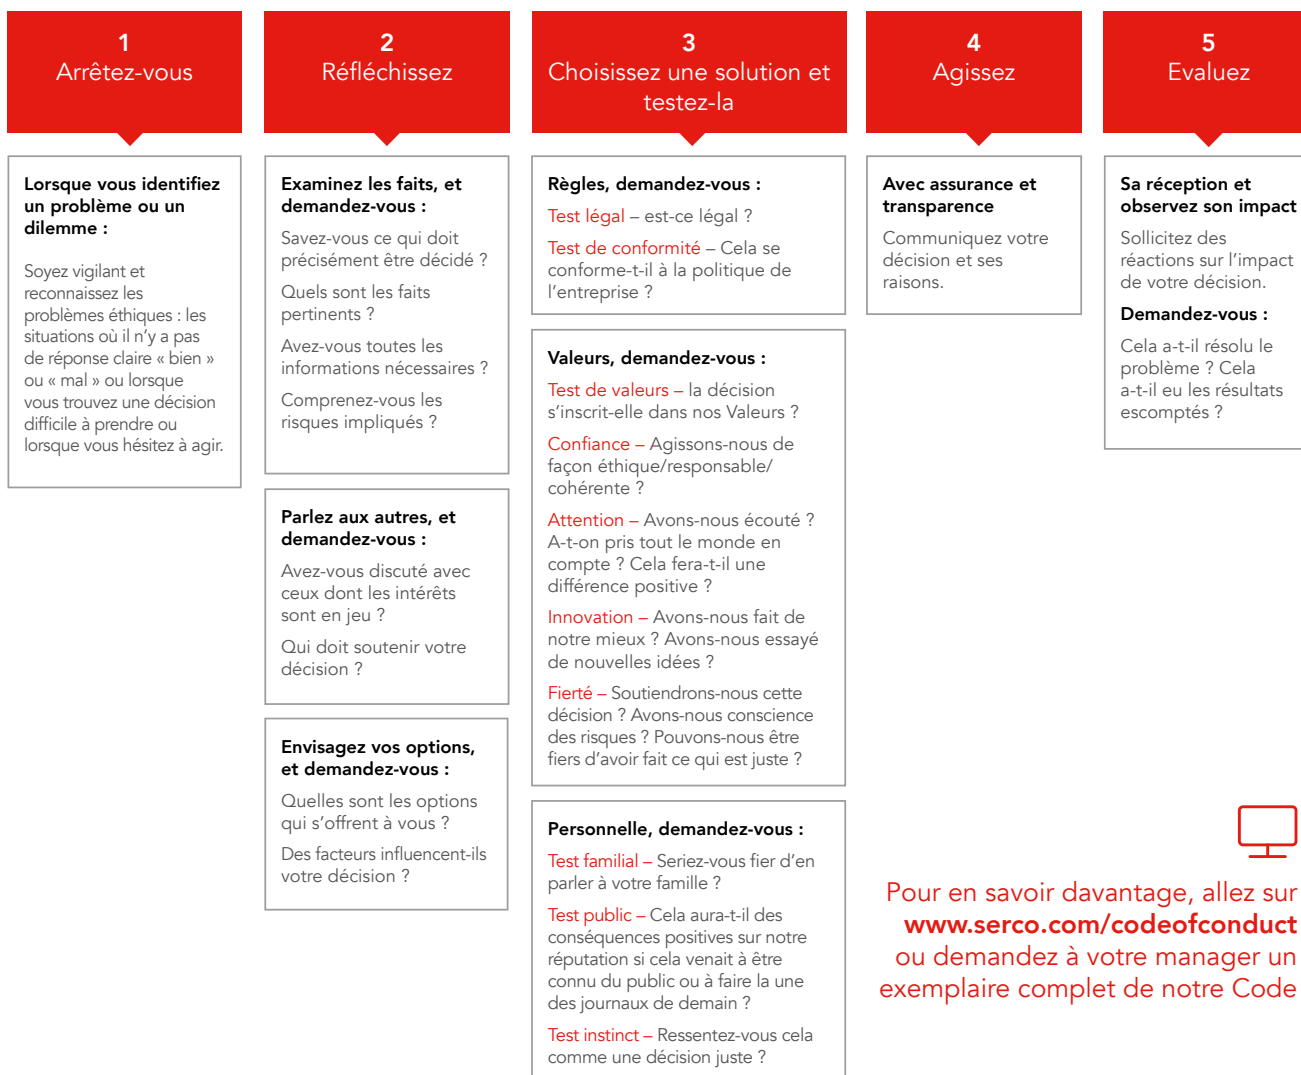 1
Arrêtez-vous
2
Réfléchissez
3
Choisissez une solution et
testez-la
4
Agissez
5
Evaluez
Lorsque vous identifiez
un problème ou un
dilemme :
Soyez vigilant et
reconnaissez les
problèmes éthiques : les
situations où il n’y a pas
de réponse claire « bien »
ou « mal » ou lorsque
vous trouvez une décision
difficile à prendre ou
lorsque vous hésitez à agir.
Examinez les faits, et
demandez-vous :
Savez-vous ce qui doit
précisément être décidé ?
Quels sont les faits
pertinents ?
Avez-vous toutes les
informations nécessaires ?
Comprenez-vous les
risques impliqués ?
Parlez aux autres, et
demandez-vous :
Avez-vous discuté avec
ceux dont les intérêts
sont en jeu ?
Qui doit soutenir votre
décision ?
Envisagez vos options,
et demandez-vous :
Quelles sont les options
qui s’offrent à vous ?
Des facteurs influencent-ils
votre décision ?
Règles, demandez-vous :
Test légal – est-ce légal ?
Test de conformité – Cela se
conforme-t-il à la politique de
l’entreprise ?
Valeurs, demandez-vous :
Test de valeurs – la décision
s’inscrit-elle dans nos Valeurs ?
Confiance – Agissons-nous de
façon éthique/responsable/
cohérente ?
Attention – Avons-nous écouté ?
A-t-on pris tout le monde en
compte ? Cela fera-t-il une
différence positive ?
Innovation – Avons-nous fait de
notre mieux ? Avons-nous essayé
de nouvelles idées ?
Fierté – Soutiendrons-nous cette
décision ? Avons-nous conscience
des risques ? Pouvons-nous être
fiers d’avoir fait ce qui est juste ?
Personnelle, demandez-vous :
Test familial – Seriez-vous fier d’en
parler à votre famille ?
Test public – Cela aura-t-il des
conséquences positives sur notre
réputation si cela venait à être
connu du public ou à faire la une
des journaux de demain ?
Test instinct – Ressentez-vous cela
comme une décision juste ?
Avec assurance et
transparence
Communiquez votre
décision et ses
raisons.
Sa réception et
observez son impact
Sollicitez des
réactions sur l’impact
de votre décision.
Demandez-vous :
Cela a-t-il résolu le
problème ? Cela
a-t-il eu les résultats
escomptés ?
Pour en savoir davantage, allez sur
www.serco.com/codeofconduct
ou demandez à votre manager un
exemplaire complet de notre Code